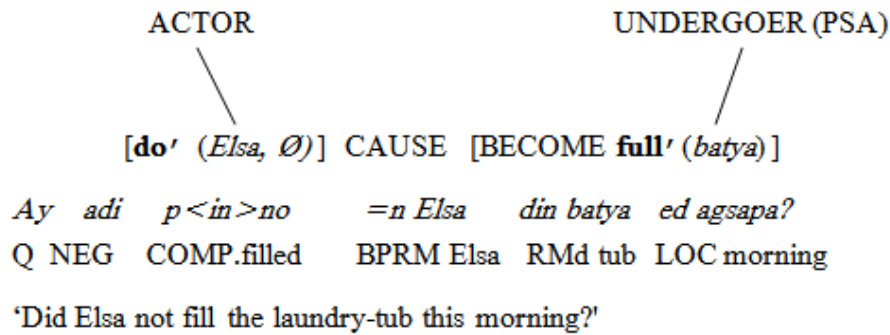 ACTOR UNDERGOER (PSA)
[do′ (Elsa, Ø)] CAUSE [BECOME full′ (batya)]
Ay adi p<in>no =n Elsa din batya ed agsapa?
Q NEG COMP.filled BPRM Elsa RMd tub LOC morning
‘Did Elsa not fill the laundry-tub this morning?'